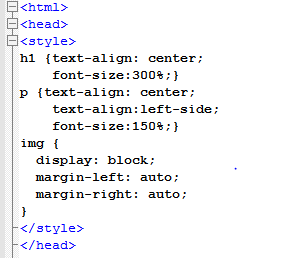 <html>
<head>
<style>
h1 {text-align: center;
font-size:300%;}
p {text-align: center;
text-align:left-side;
font-size:150%;}
img {
display: block;
margin-left: auto;
margin-right: auto;
}
</style>
</head>